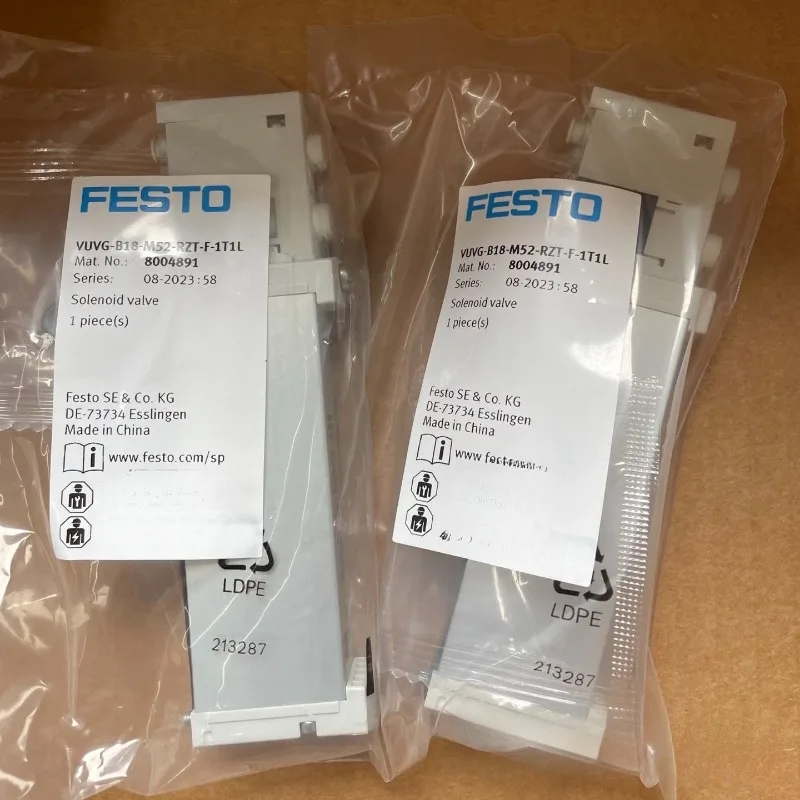 FESTO
VUVG-B18-M52-RZT-F-1T1L
Mat. No.: 8004891
Series: 08-2023:58
Solenoid valve
1 piece(s)
Festo SE & Co. KG
DE-73734 Esslingen
Made in China
www.festo.com/sp
LDPE
213287
FESTO
VUVG-B18-M52-RZT-F-1T1L
Mat. No.: 8004891
Series: 08-2023:58
Solenoid valve
1 piece(s)
Festo SE & Co. KG
DE-73734 Esslingen
Made in China
LDPE
213287